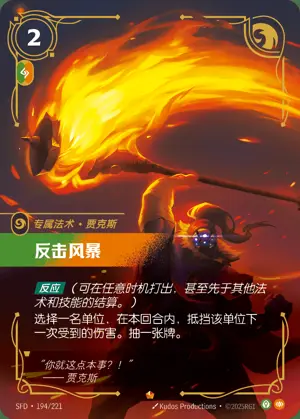 2
专属法术·贾克斯
反击风暴
反应 （可在任意时机打出，甚至先于其他法
术和技能的结算。）
选择一名单位，在本回合内，抵挡该单位下
一次受到的伤害。抽一张牌。
"你就这点本事？！"
——贾克斯
SFD · 194/221
Kudos Productions · ©2025RGI